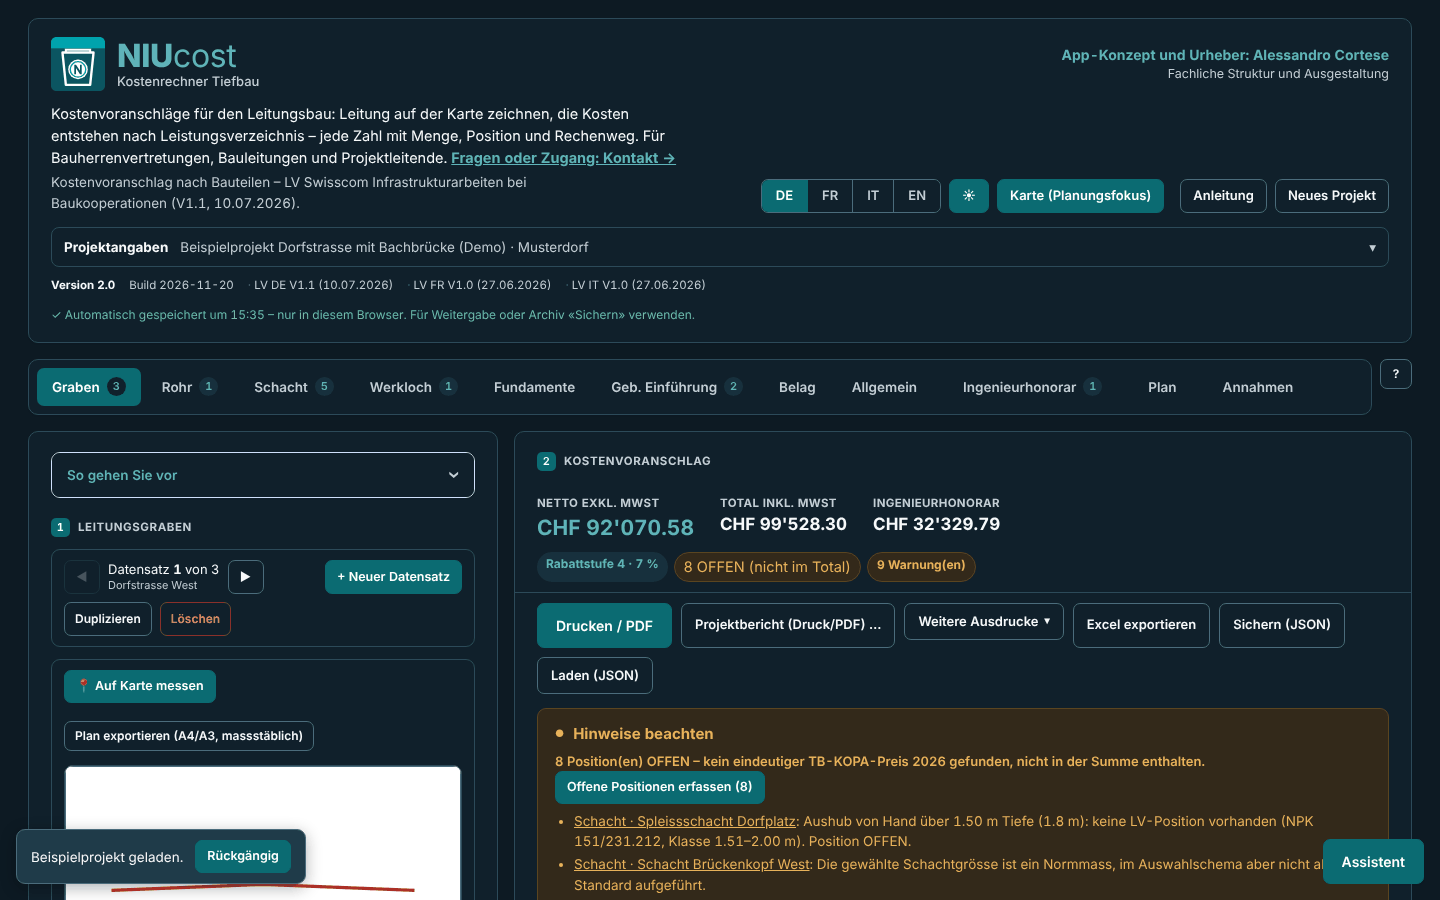 NIUcost
Kostenrechner Tiefbau
App-Konzept und Urheber: Alessandro Cortese
Fachliche Struktur und Ausgestaltung
Kostenvoranschläge für den Leitungsbau: Leitung auf der Karte zeichnen, die Kosten
entstehen nach Leistungsverzeichnis – jede Zahl mit Menge, Position und Rechenweg. Für
Bauherrenvertretungen, Bauleitungen und Projektleitende. Fragen oder Zugang: Kontakt →
Kostenvoranschlag nach Bauteilen – LV Swisscom Infrastrukturarbeiten bei
Baukooperationen (V1.1, 10.07.2026).
DE FR IT EN ☀ Karte (Planungsfokus) Anleitung Neues Projekt
Projektangaben Beispielprojekt Dorfstrasse mit Bachbrücke (Demo) · Musterdorf ▾
Version 2.0 Build 2026-11-20 · LV DE V1.1 (10.07.2026) · LV FR V1.0 (27.06.2026) · LV IT V1.0 (27.06.2026)
✓ Automatisch gespeichert um 15:35 – nur in diesem Browser. Für Weitergabe oder Archiv «Sichern» verwenden.
Graben 3 Rohr 1 Schacht 5 Werkloch 1 Fundamente Geb. Einführung 2 Belag Allgemein Ingenieurhonorar 1 Plan Annahmen ?
So gehen Sie vor
1 LEITUNGSGRABEN
◀ Datensatz 1 von 3 ▶ + Neuer Datensatz
Dorfstrasse West
Duplizieren Löschen
📍 Auf Karte messen
Plan exportieren (A4/A3, massstäblich)
2 KOSTENVORANSCHLAG
NETTO EXKL. MWST TOTAL INKL. MWST INGENIEURHONORAR
CHF 92'070.58 CHF 99'528.30 CHF 32'329.79
Rabattstufe 4 · 7 % 8 OFFEN (nicht im Total) 9 Warnung(en)
Drucken / PDF Projektbericht (Druck/PDF) … Weitere Ausdrucke ▾ Excel exportieren Sichern (JSON)
Laden (JSON)
Hinweise beachten
8 Position(en) OFFEN – kein eindeutiger TB-KOPA-Preis 2026 gefunden, nicht in der Summe enthalten.
Offene Positionen erfassen (8)
• Schacht · Spleissschacht Dorfplatz: Aushub von Hand über 1.50 m Tiefe (1.8 m): keine LV-Position vorhanden (NPK
151/231.212, Klasse 1.51–2.00 m). Position OFFEN.
• Schacht · Schacht Brückenkopf West: Die gewählte Schachtgrösse ist ein Normmass, im Auswahlschema aber nicht
Standard aufgeführt.
Beispielprojekt geladen. Rückgängig
Assistent